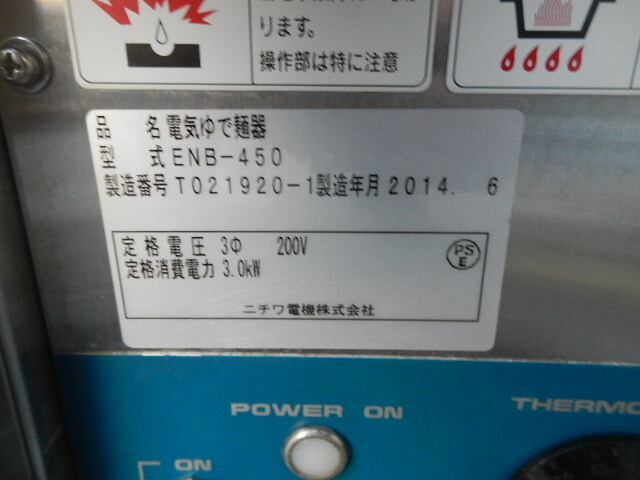 ります。
操作部は特に注意
品 名 電気ゆで麺器
型 式 ENB-450
製造番号 T021920-1 製造年月 2014. 6
定格電圧 3Φ 200V
定格消費電力 3.0kW
PS
E
ニチワ電機株式会社
POWER ON
THERMO
ON